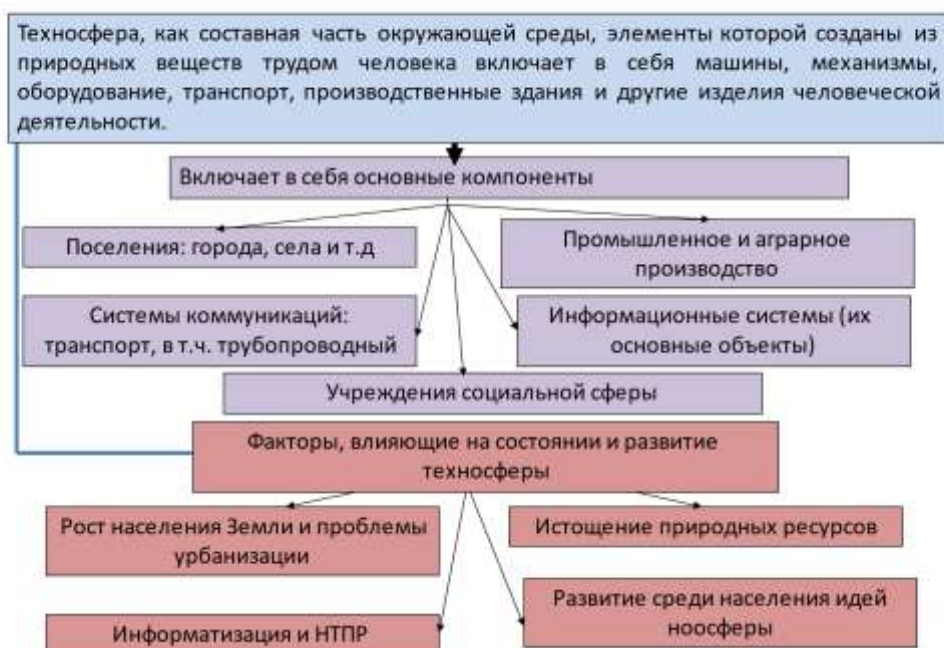 Техносфера, как составная часть окружающей среды, элементы которой созданы из
природных веществ трудом человека включает в себя машины, механизмы,
оборудование, транспорт, производственные здания и другие изделия человеческой
деятельности.
Включает в себя основные компоненты
Поселения: города, села и т.д
Промышленное и аграрное
производство
Системы коммуникаций:
транспорт, в т.ч. трубопроводный
Информационные системы (их
основные объекты)
Учреждения социальной сферы
Факторы, влияющие на состоянии и развитие
техносферы
Рост населения Земли и проблемы
урбанизации
Истощение природных ресурсов
Информатизация и НТПР
Развитие среди населения идей
ноосферы